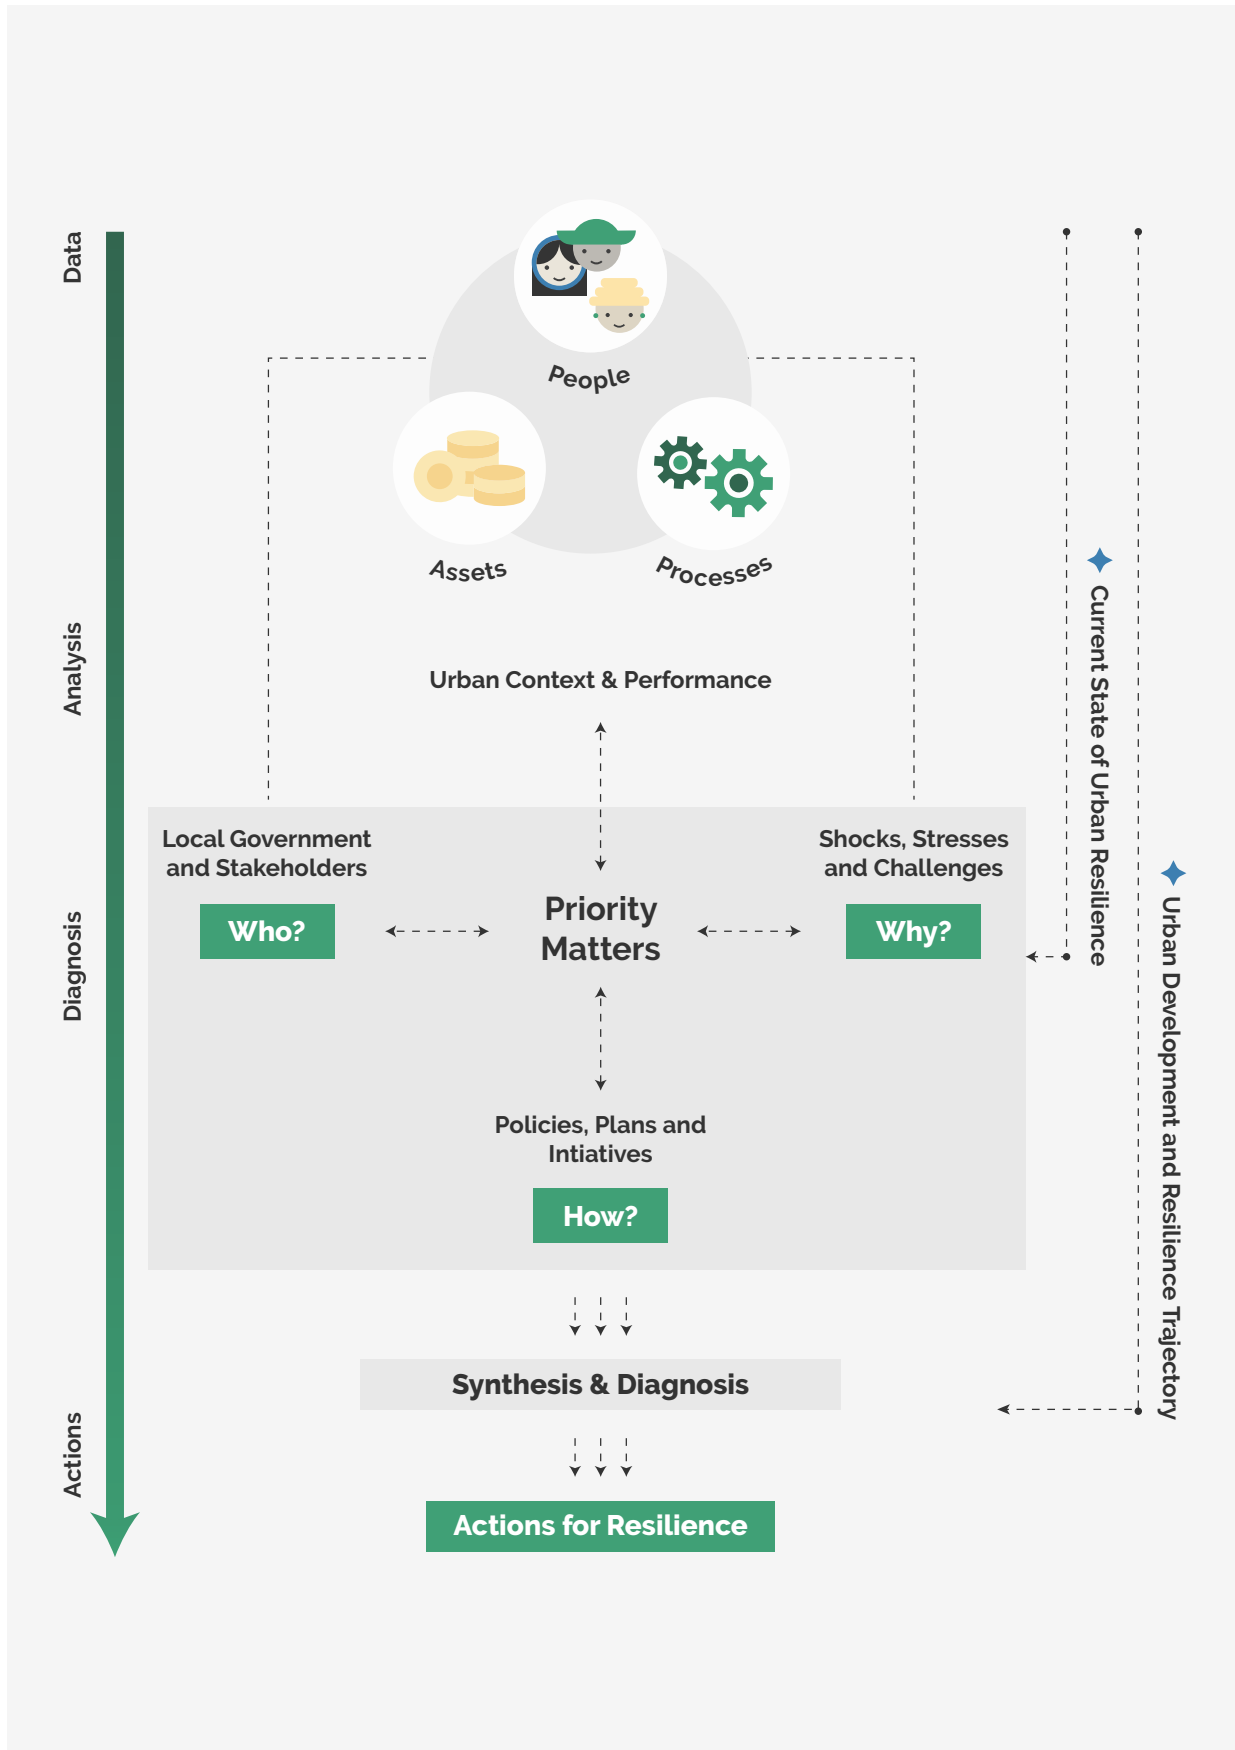 Data
People
Assets
Processes
Analysis
Urban Context & Performance
Current State of Urban Resilience
Local Government
and Stakeholders
Who?
Priority
Matters
Shocks, Stresses
and Challenges
Why?
Diagnosis
Urban Development and Resilience Trajectory
Policies, Plans and
Intiatives
How?
Synthesis & Diagnosis
Actions
Actions for Resilience